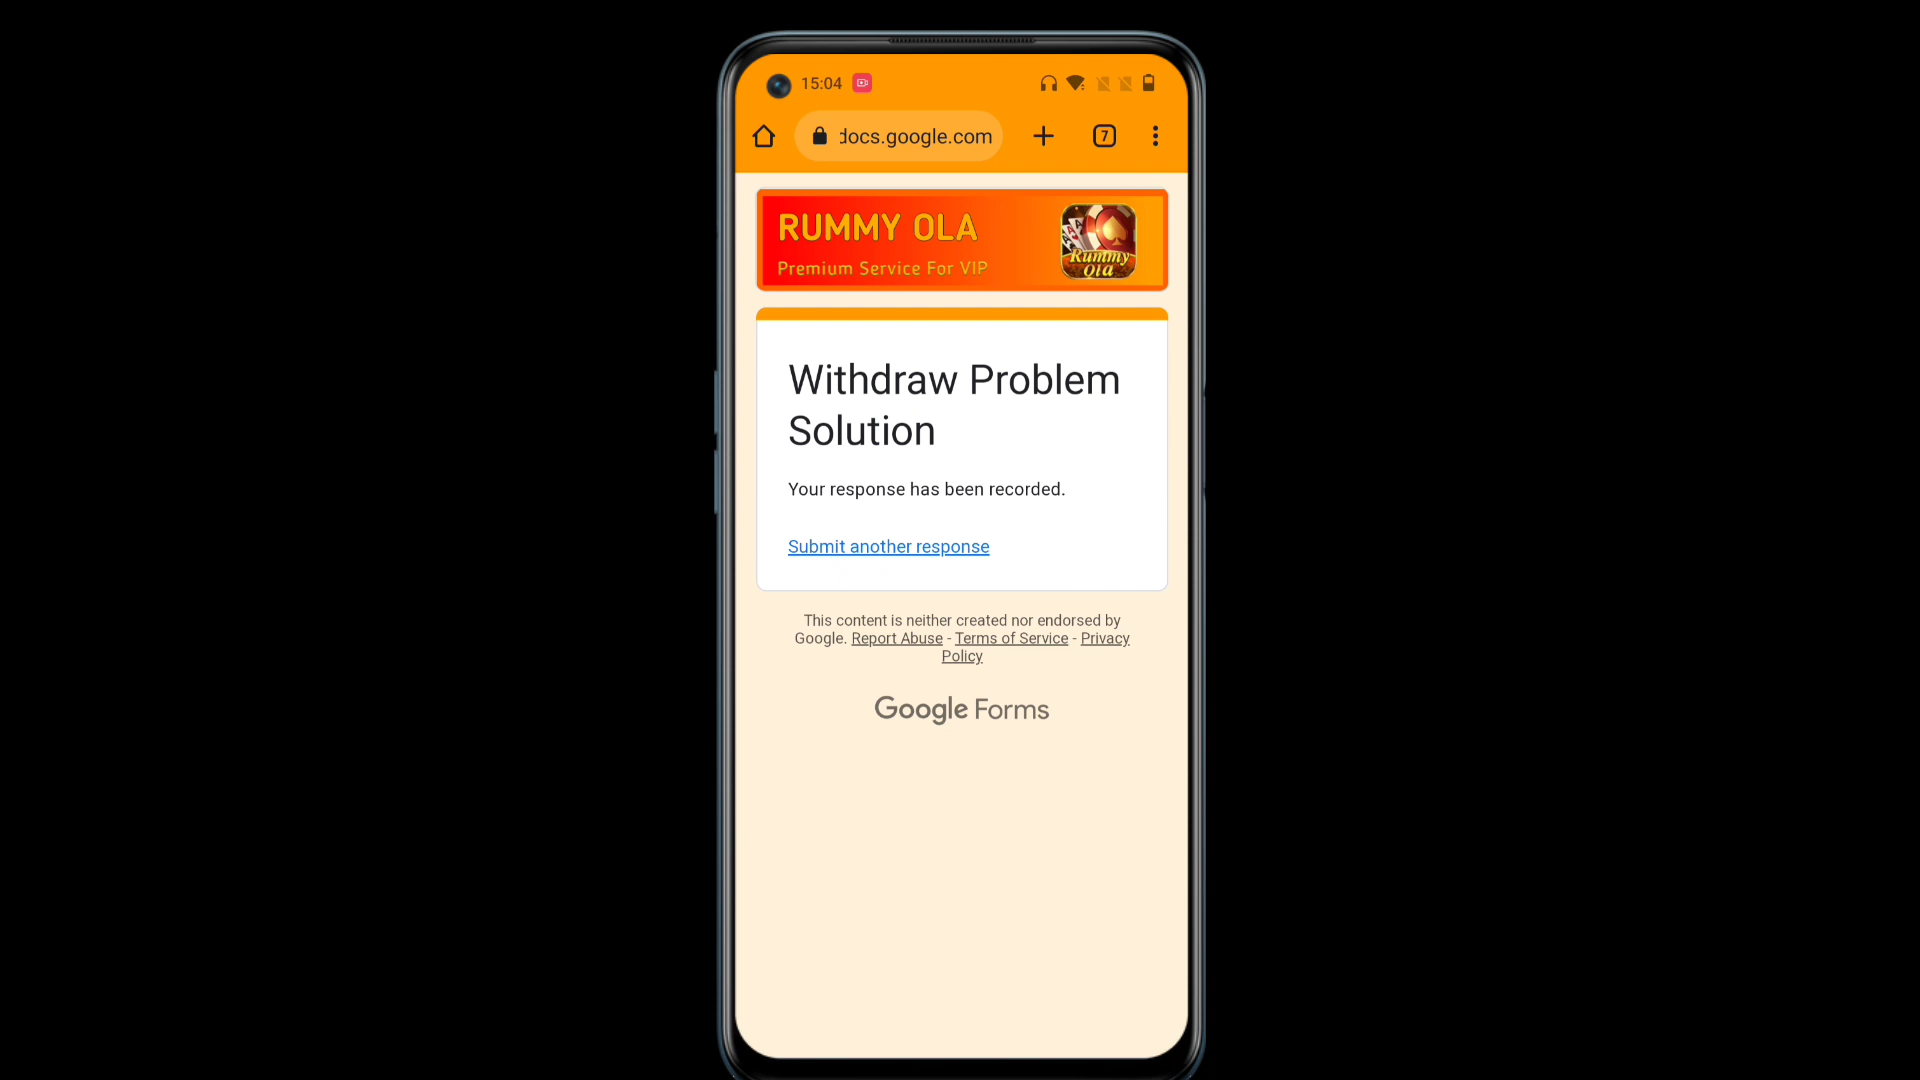 15:04
docs.google.com
7
RUMMY OLA
Premium Service For VIP
Rummy
Ola
Withdraw Problem
Solution
Your response has been recorded.
Submit another response
This content is neither created nor endorsed by
Google. Report Abuse - Terms of Service - Privacy
Policy
Google Forms